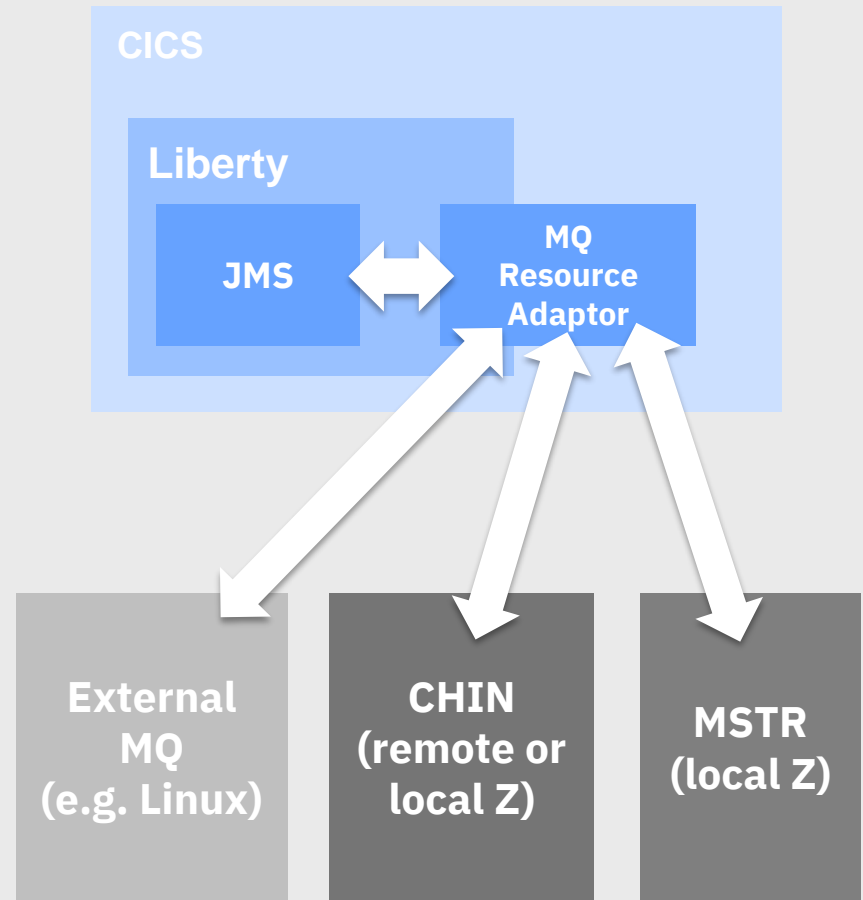 CICS
Liberty
JMS
MQ
Resource
Adaptor
External
MQ
(e.g. Linux)
CHIN
(remote or
local Z)
MSTR
(local Z)